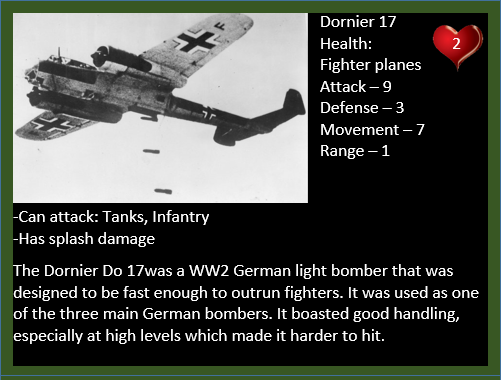 Dornier 17
Health:
2
Fighter planes
Attack – 9
Defense – 3
Movement – 7
Range – 1
F
-Can attack: Tanks, Infantry
-Has splash damage
The Dornier Do 17was a WW2 German light bomber that was
designed to be fast enough to outrun fighters. It was used as one
of the three main German bombers. It boasted good handling,
especially at high levels which made it harder to hit.